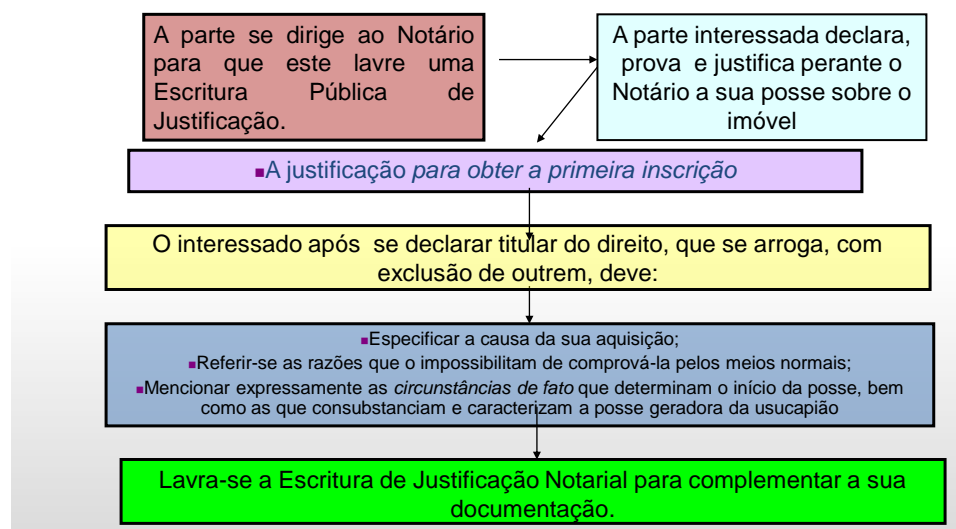 A parte se dirige ao Notário
para que este lavre uma
Escritura Pública de
Justificação.
A parte interessada declara,
prova e justifica perante o
Notário a sua posse sobre o
imóvel
▪A justificação para obter a primeira inscrição
O interessado após se declarar titular do direito, que se arroga, com
exclusão de outrem, deve:
▪Especificar a causa da sua aquisição;
▪Referir-se as razões que o impossibilitam de comprová-la pelos meios normais;
▪Mencionar expressamente as circunstâncias de fato que determinam o início da posse, bem
como as que consubstanciam e caracterizam a posse geradora da usucapião
Lavra-se a Escritura de Justificação Notarial para complementar a sua
documentação.